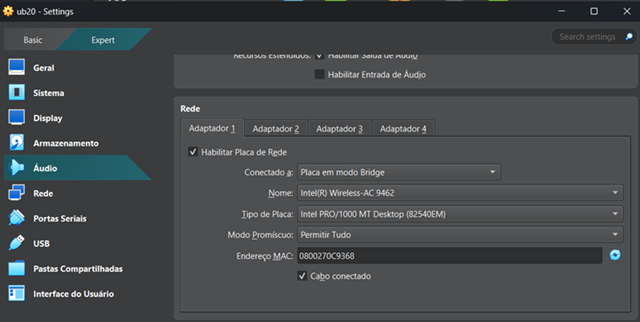 ub20 - Settings
Basic
Expert
Search settings
Geral
Sistema
Display
Armazenamento
Áudio
Rede
Portas Seriais
USB
Pastas Compartilhadas
Interface do Usuário
Recursos Estendidos:
Habilitar Saída de Áudio
Habilitar Entrada de Áudio
Rede
Adaptador 1
Adaptador 2
Adaptador 3
Adaptador 4
Habilitar Placa de Rede
Conectado a: Placa em modo Bridge
Nome: Intel(R) Wireless-AC 9462
Tipo de Placa: Intel PRO/1000 MT Desktop (82540EM)
Modo Promíscuo: Permitir Tudo
Endereço MAC: 0800270C9368
Cabo conectado